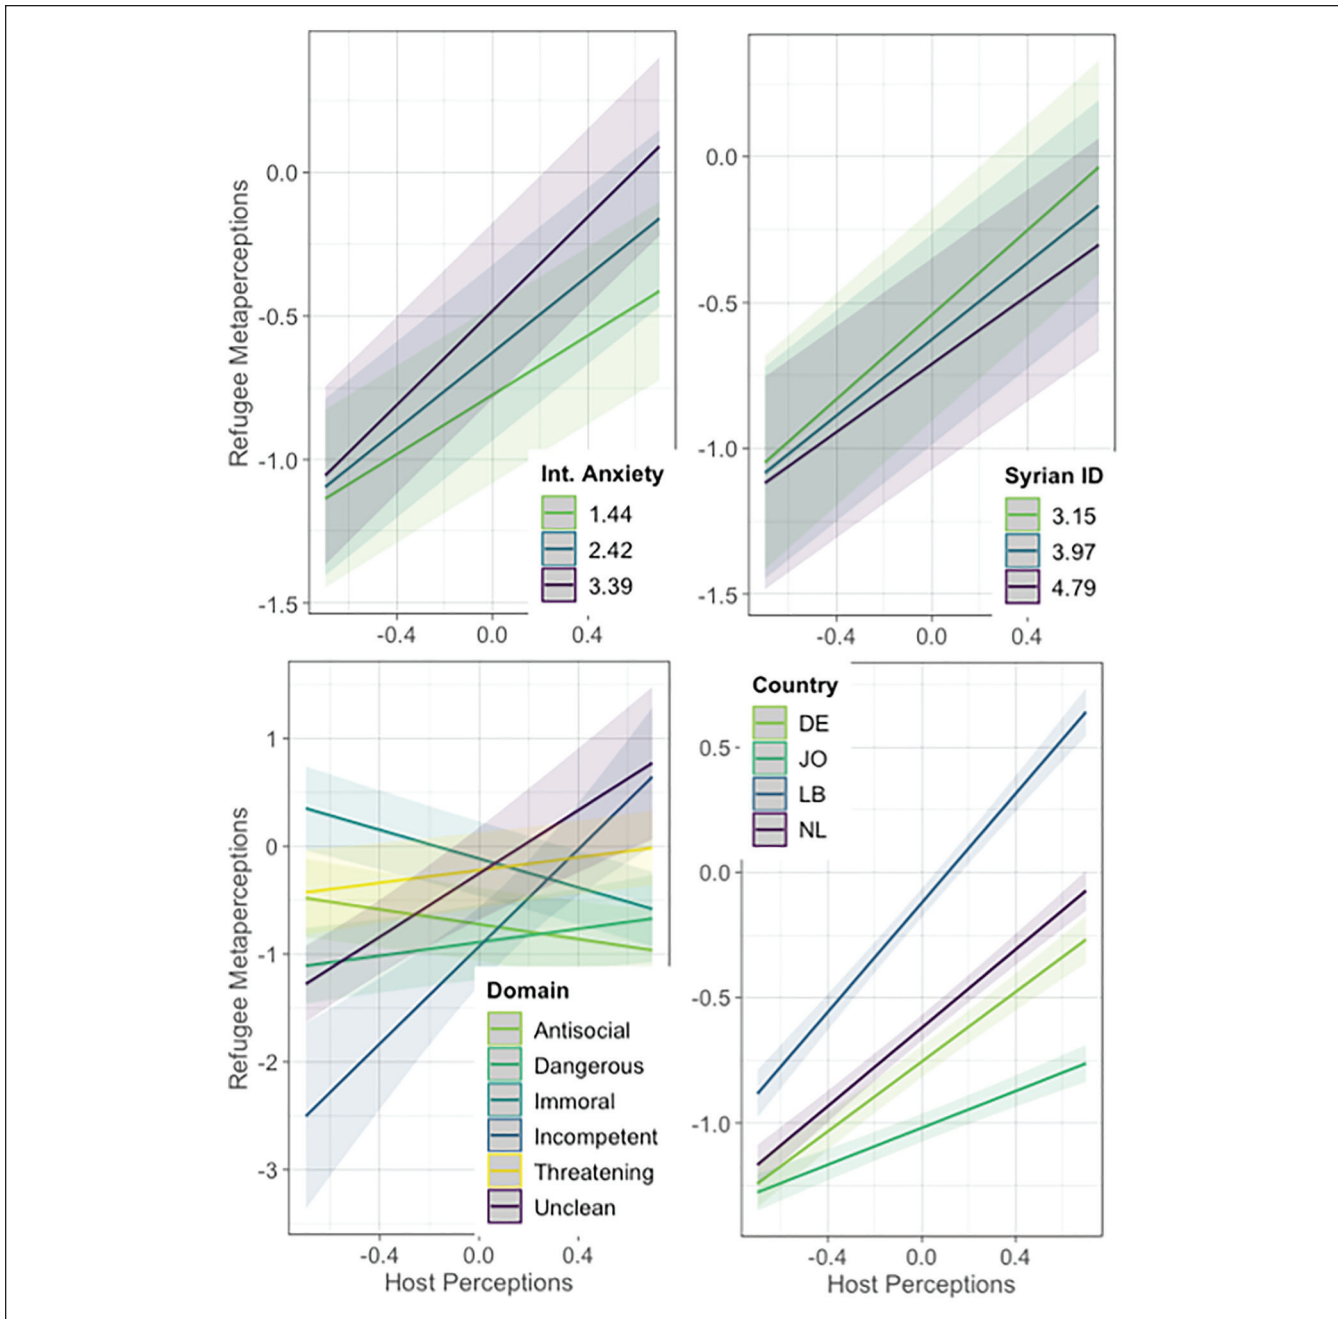 Refugee Metaperceptions
0.0
-0.5
-1.0
-1.5
-0.4 0.0 0.4
Int. Anxiety
1.44
2.42
3.39
0.0
-0.5
-1.0
-1.5
-0.4 0.0 0.4
Syrian ID
3.15
3.97
4.79
Refugee Metaperceptions
1
0
-1
-2
-3
-0.4 0.0 0.4
Host Perceptions
Domain
Antisocial
Dangerous
Immoral
Incompetent
Threatening
Unclean
Country
DE
JO
LB
NL
0.5
0.0
-0.5
-1.0
-0.4 0.0 0.4
Host Perceptions